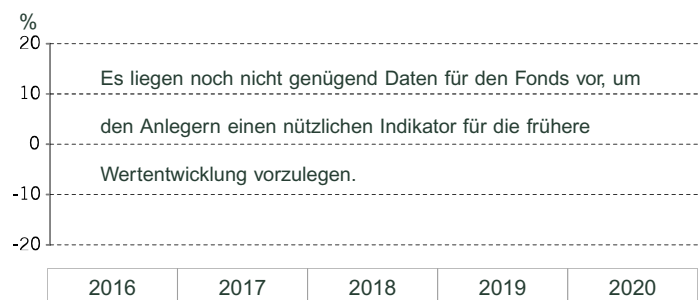 %
20
Es liegen noch nicht genügend Daten für den Fonds vor, um
10
den Anlegern einen nützlichen Indikator für die frühere
0
Wertentwicklung vorzulegen.
-10
-20
2016 2017 2018 2019 2020